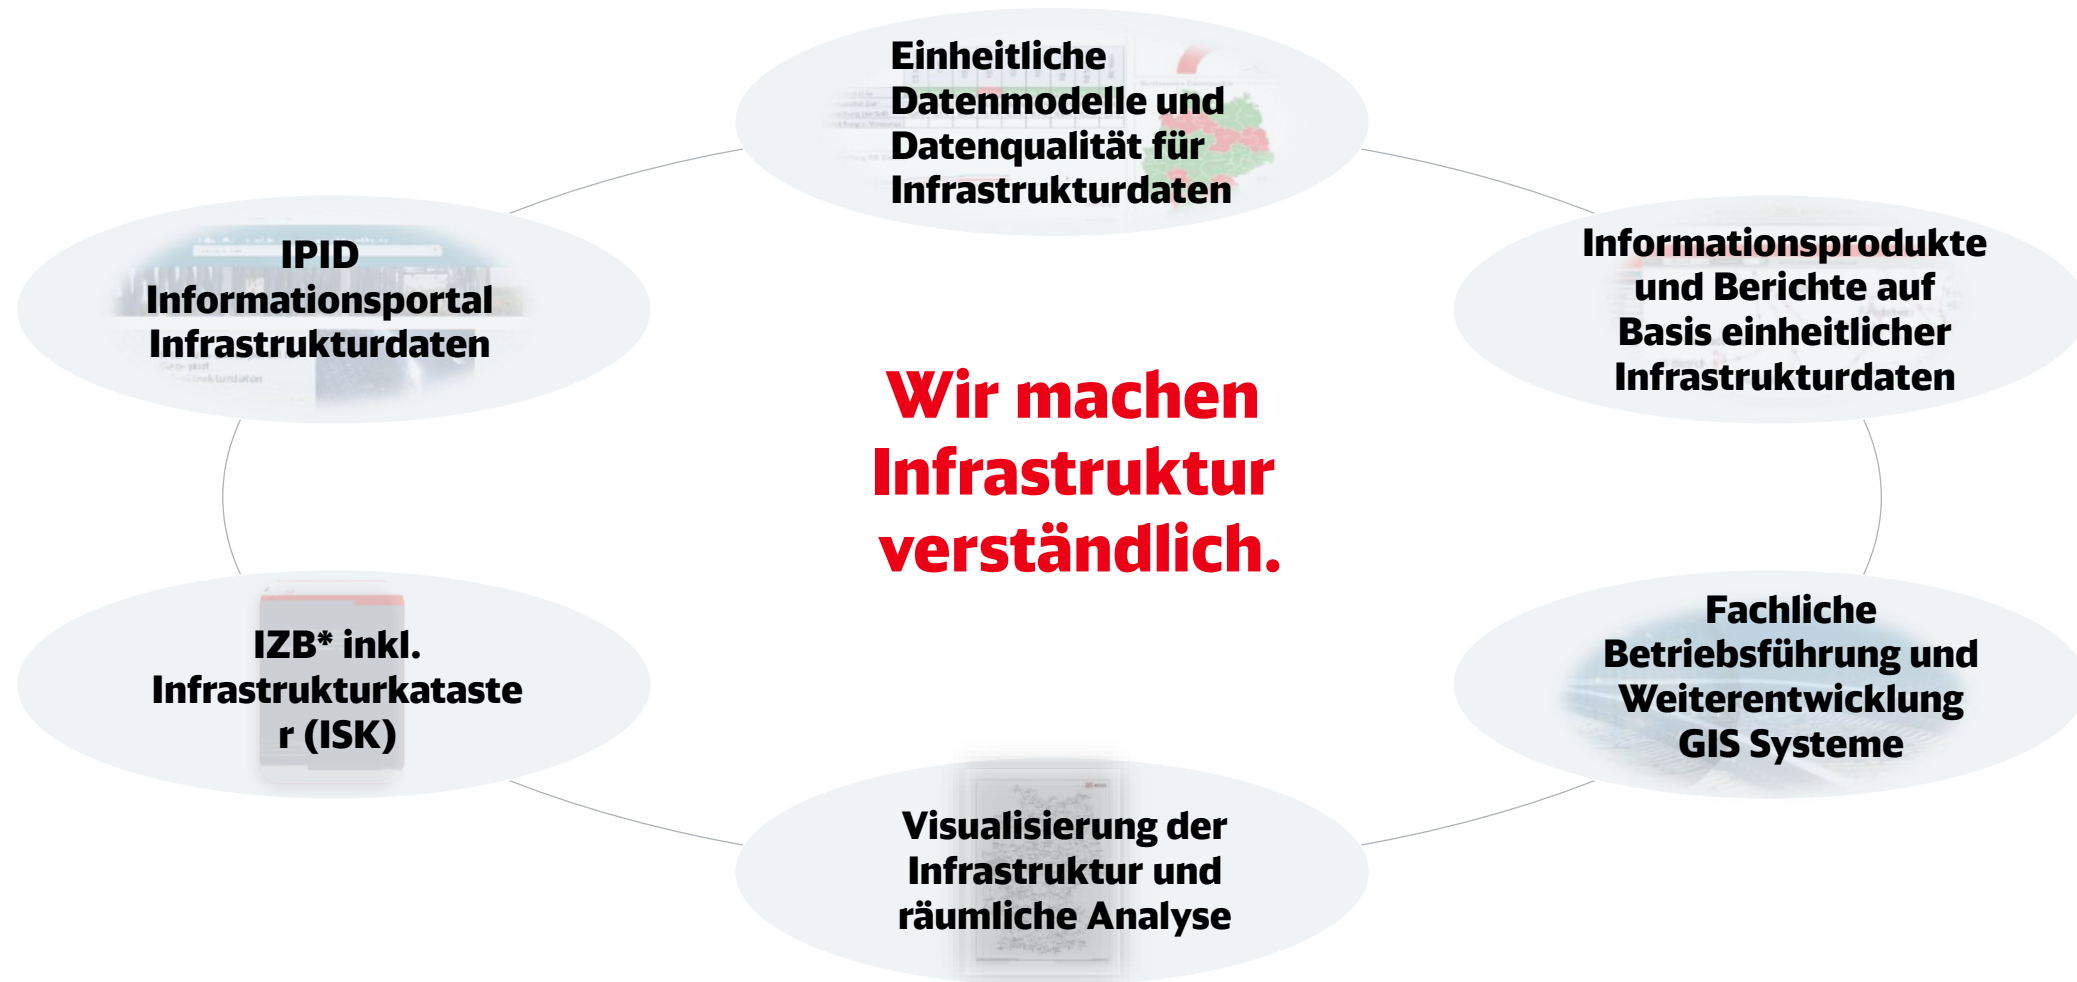 Einheitliche
Datenmodelle und
Datenqualität für
Infrastrukturdaten
IPID
Informationsportal
Infrastrukturdaten
Informationsprodukte
und Berichte auf
Basis einheitlicher
Infrastrukturdaten
Wir machen
Infrastruktur
verständlich.
IZB* inkl.
Infrastrukturkataste
r (ISK)
Fachliche
Betriebsführung und
Weiterentwicklung
GIS Systeme
Visualisierung der
Infrastruktur und
räumliche Analyse